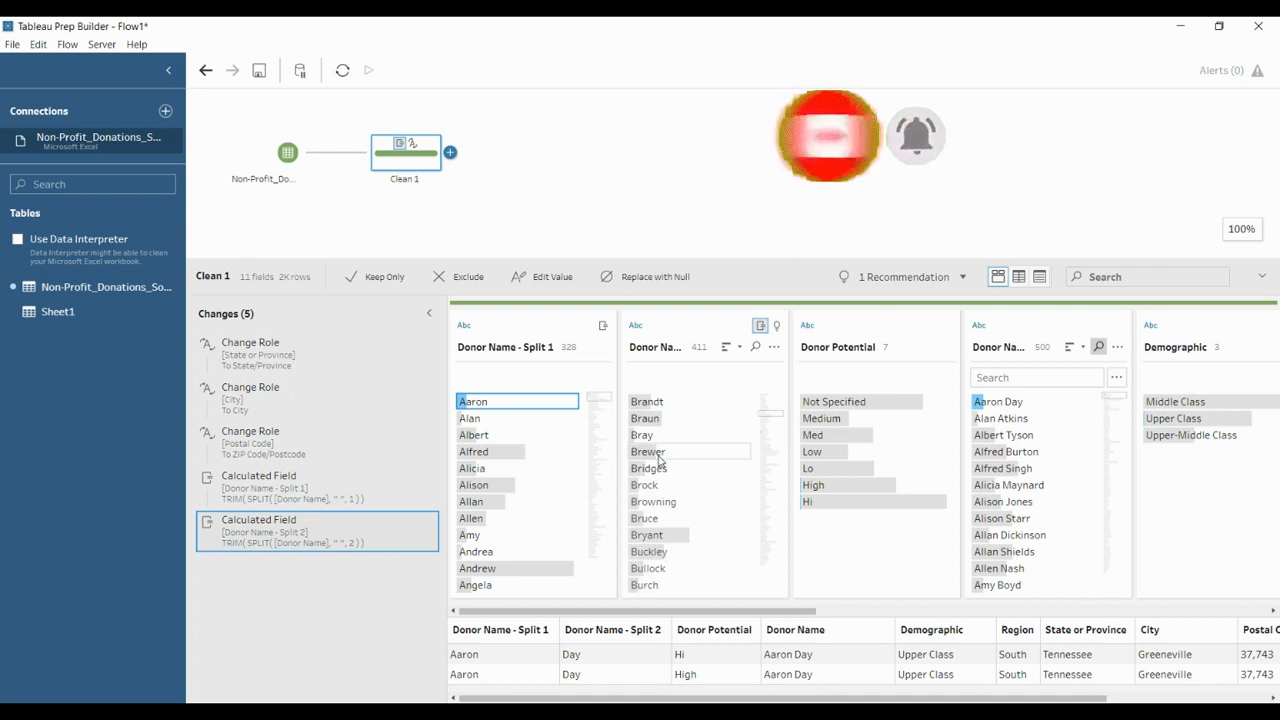 Tableau Prep Builder - Flow1*
File Edit Flow Server Help
Alerts (0)
Connections
Non-Profit_Donations_S...
Microsoft Excel
Search
Tables
Use Data Interpreter
Data Interpreter might be able to clean
your Microsoft Excel workbook.
Non-Profit_Donations_So...
Sheet1
Non-Profit_Do...
Clean 1
100%
Clean 1 11 fields 2K rows Keep Only Exclude Edit Value Replace with Null 1 Recommendation Search
Changes (5)
Change Role
[State or Province]
To State/Province
Change Role
[City]
To City
Change Role
[Postal Code]
To ZIP Code/Postcode
Calculated Field
[Donor Name - Split 1]
TRIM( SPLIT( [Donor Name], " ", 1 ) )
Calculated Field
[Donor Name - Split 2]
TRIM( SPLIT( [Donor Name], " ", 2 ) )
Abc
Donor Name - Split 1 328
Aaron
Alan
Albert
Alfred
Alicia
Alison
Allan
Allen
Amy
Andrea
Andrew
Angela
Abc
Donor Na... 411
Brandt
Braun
Bray
Brewer
Bridges
Brock
Browning
Bruce
Bryant
Buckley
Bullock
Burch
Abc
Donor Potential 7
Not Specified
Medium
Med
Low
Lo
High
Hi
Abc
Donor Na... 500
Search
Aaron Day
Alan Atkins
Albert Tyson
Alfred Burton
Alfred Singh
Alicia Maynard
Alison Jones
Alison Starr
Allan Dickinson
Allan Shields
Allen Nash
Amy Boyd
Abc
Demographic 3
Middle Class
Upper Class
Upper-Middle Class
Donor Name - Split 1 Donor Name - Split 2 Donor Potential Donor Name Demographic Region State or Province City Postal C
Aaron Day Hi Aaron Day Upper Class South Tennessee Greeneville 37,743
Aaron Day High Aaron Day Upper Class South Tennessee Greeneville 37,743